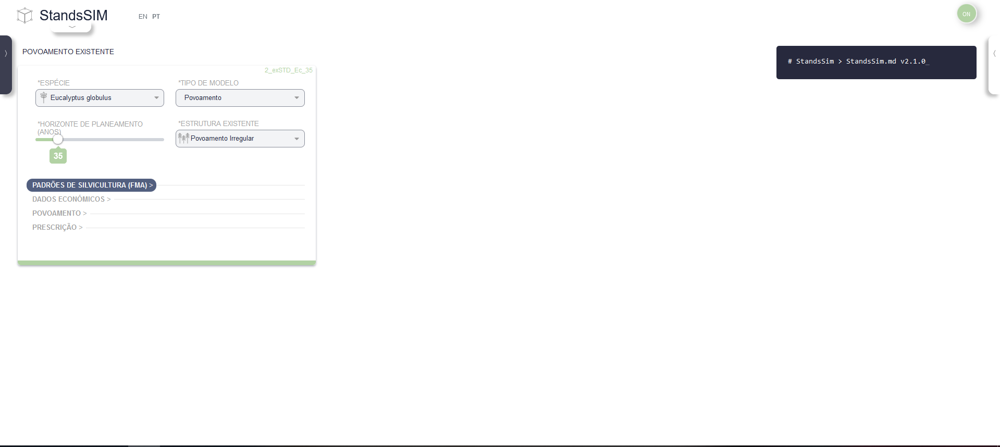 StandsSIM
EN PT
ON
POVOAMENTO EXISTENTE
# StandsSim > StandsSim.md v2.1.0_
2_exSTD_Ec_35
*ESPÉCIE
*TIPO DE MODELO
Eucalyptus globulus
Povoamento
*HORIZONTE DE PLANEAMENTO
(ANOS)
*ESTRUTURA EXISTENTE
Povoamento Irregular
35
PADRÕES DE SILVICULTURA (FMA) >
DADOS ECONÓMICOS >
POVOAMENTO >
PRESCRIÇÃO >